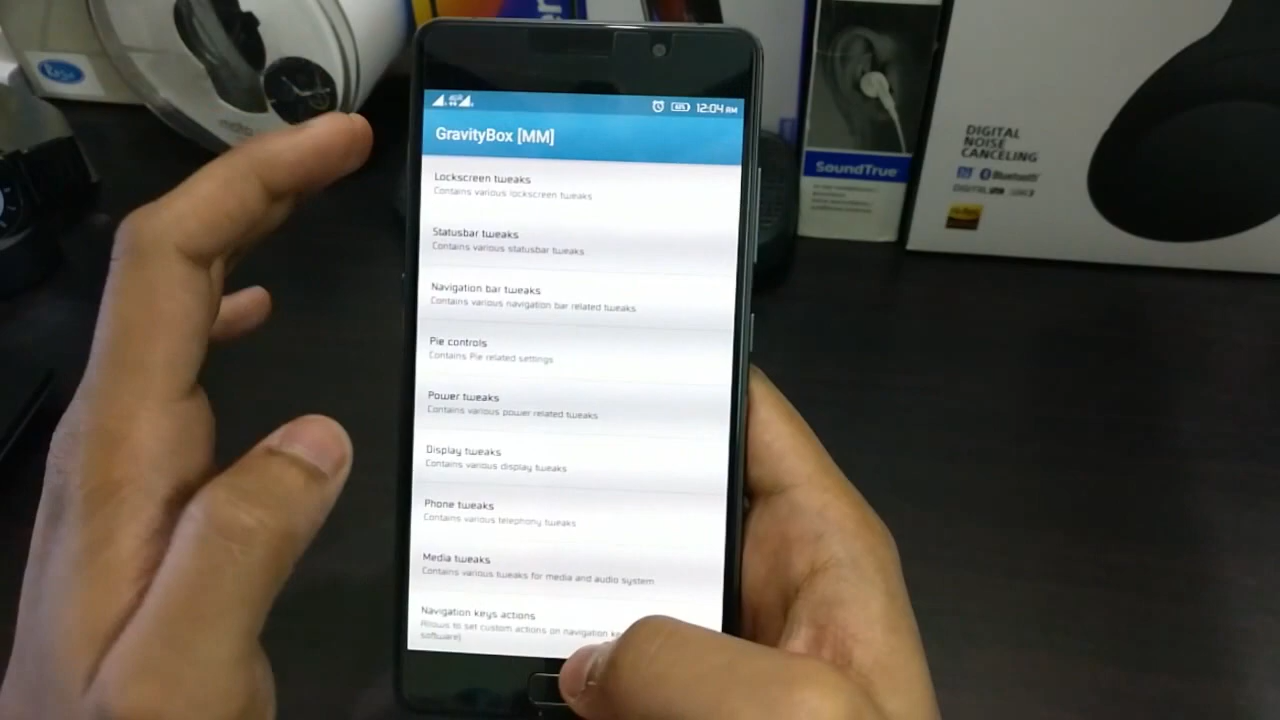 12:04 AM
GravityBox [MM]
Lockscreen tweaks
Contains various lockscreen tweaks
Statusbar tweaks
Contains various statusbar tweaks
Navigation bar tweaks
Contains various navigation bar related tweaks
Pie controls
Contains Pie related settings
Power tweaks
Contains various power related tweaks
Display tweaks
Contains various display tweaks
Phone tweaks
Contains various telephony tweaks
Media tweaks
Contains various tweaks for media and audio system
Navigation keys actions
Allows to set custom actions on navigation
software)
SoundTrue
DIGITAL
NOISE
CANCELING
Bluetooth